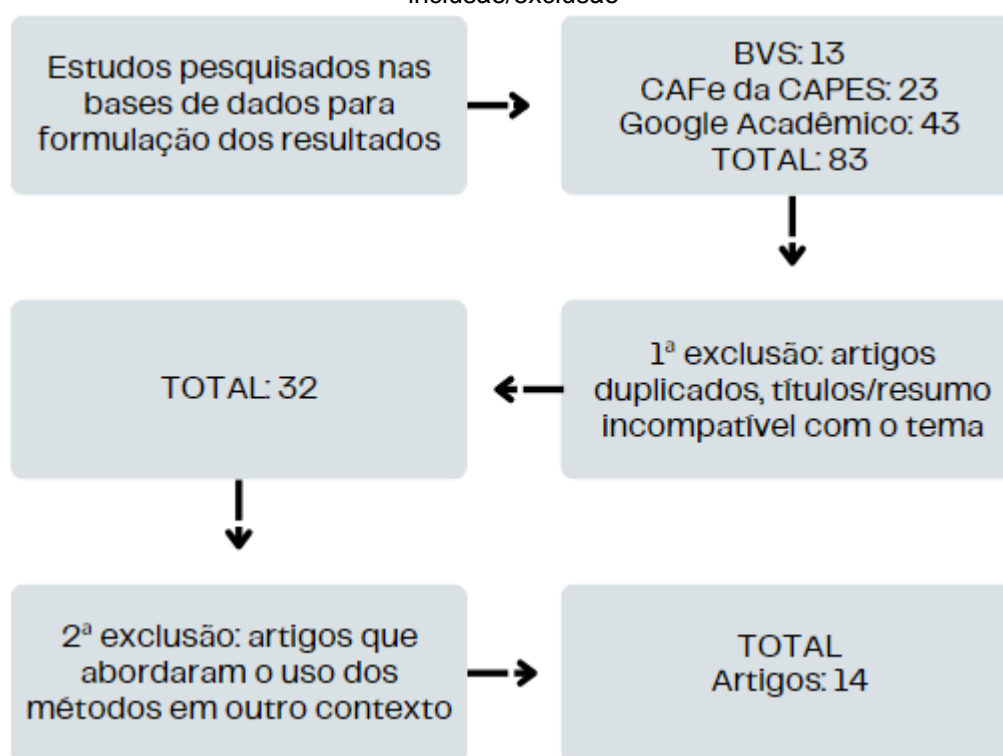 inclusão/exclusão
Estudos pesquisados nas
bases de dados para
formulação dos resultados
BVS: 13
CAFe da CAPES: 23
Google Acadêmico: 43
TOTAL: 83
1ª exclusão: artigos
duplicados, títulos/resumo
incompatível com o tema
TOTAL: 32
2ª exclusão: artigos que
abordaram o uso dos
métodos em outro contexto
TOTAL
Artigos: 14